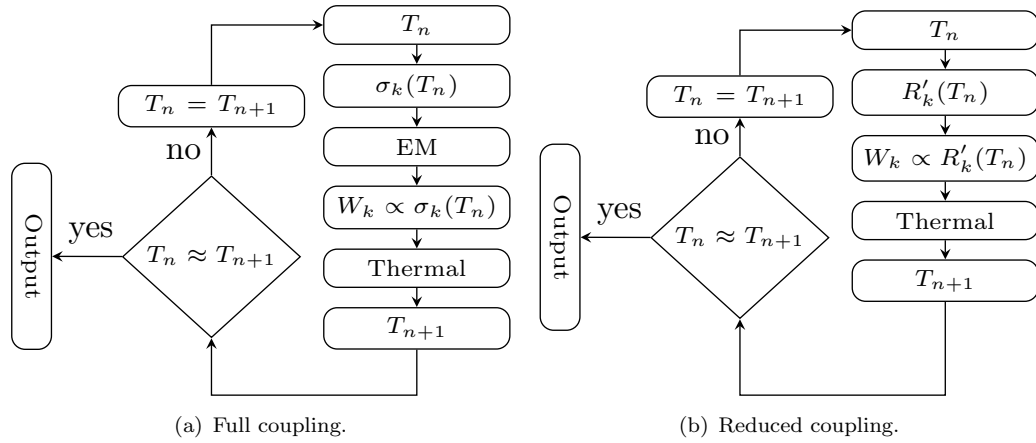 T_n
σ_k(T_n)
EM
W_k ∝ σ_k(T_n)
Thermal
T_{n+1}
T_n ≈ T_{n+1}
no
T_n = T_{n+1}
yes
Output
(a) Full coupling.
T_n
R'_k(T_n)
W_k ∝ R'_k(T_n)
Thermal
T_{n+1}
T_n ≈ T_{n+1}
no
T_n = T_{n+1}
yes
Output
(b) Reduced coupling.